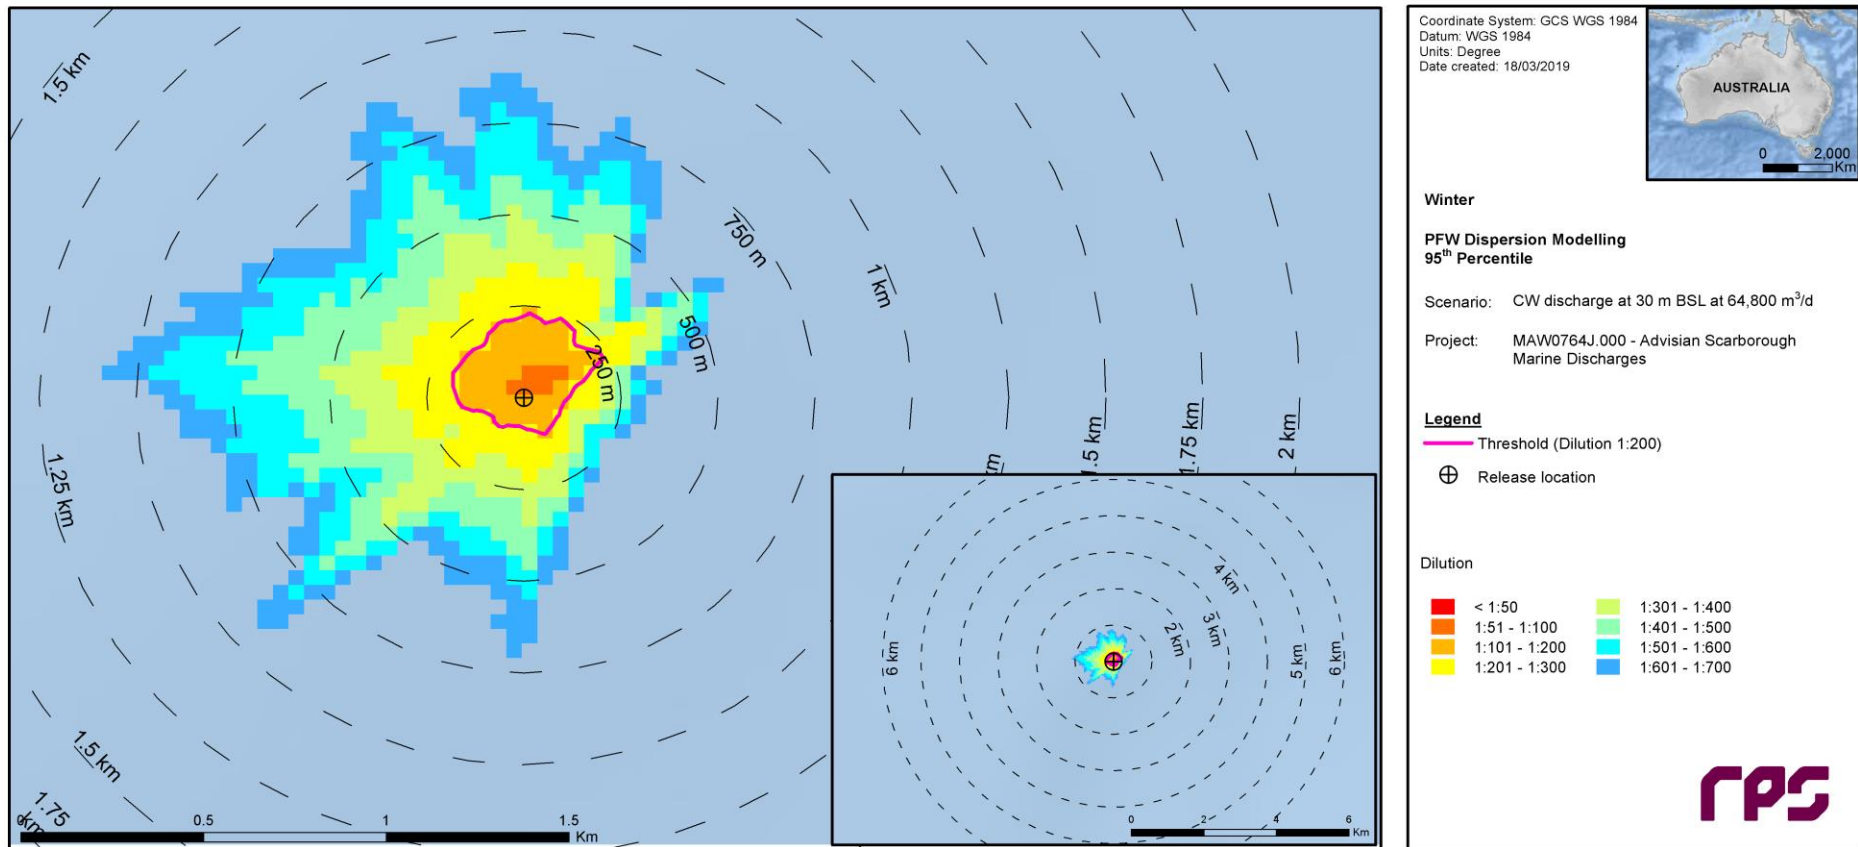 1.5 km
750 m
1 km
500 m
250 m
1.25 km
1.5 km
1.75 km
2 km
km
1.5 km
1.75
km
0 0.5 1 1.5
Km
4 km
3 km
2 km
6 km
5 km
6 km
0 2 4 6
Km
Coordinate System: GCS WGS 1984
Datum: WGS 1984
Units: Degree
Date created: 18/03/2019
AUSTRALIA
0 2,000
Km
Winter
PFW Dispersion Modelling
95th Percentile
Scenario: CW discharge at 30 m BSL at 64,800 m³/d
Project: MAW0764J.000 - Advisian Scarborough
Marine Discharges
Legend
Threshold (Dilution 1:200)
Release location
Dilution
< 1:50
1:51 - 1:100
1:101 - 1:200
1:201 - 1:300
1:301 - 1:400
1:401 - 1:500
1:501 - 1:600
1:601 - 1:700
rps